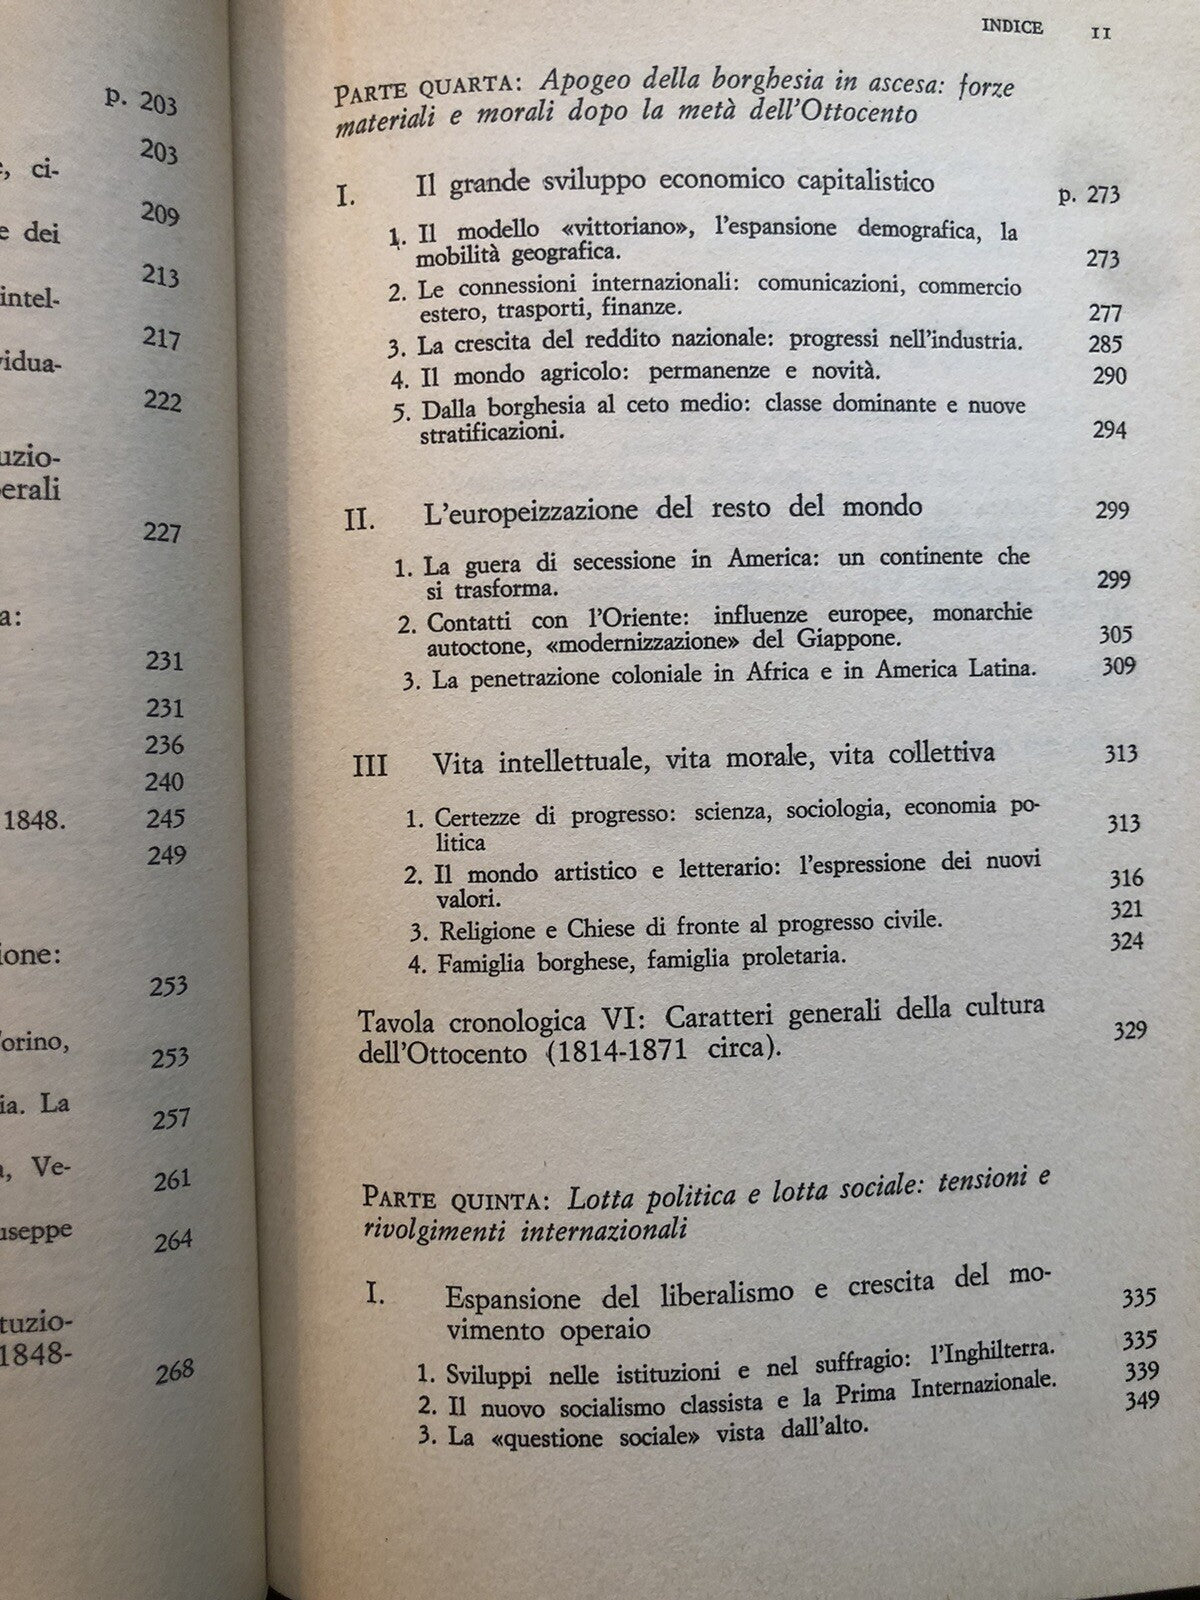 p. 203
203
, ci-
209
e dei
213
intel-
217
vidua-
222
uzio-
erali
227
a:
231
231
236
240
1848. 245
249
ione:
253
orino,
253
ia. La
257
, Ve-
261
useppe
264
tuzio-
1848-
268
INDICE 11
PARTE QUARTA: Apogeo della borghesia in ascesa: forze
materiali e morali dopo la metà dell'Ottocento
I. Il grande sviluppo economico capitalistico p. 273
1. Il modello «vittoriano», l'espansione demografica, la
mobilità geografica. 273
2. Le connessioni internazionali: comunicazioni, commercio
estero, trasporti, finanze. 277
3. La crescita del reddito nazionale: progressi nell'industria. 285
4. Il mondo agricolo: permanenze e novità. 290
5. Dalla borghesia al ceto medio: classe dominante e nuove
stratificazioni. 294
II. L'europeizzazione del resto del mondo 299
1. La guera di secessione in America: un continente che
si trasforma. 299
2. Contatti con l'Oriente: influenze europee, monarchie
autoctone, «modernizzazione» del Giappone. 305
3. La penetrazione coloniale in Africa e in America Latina. 309
III Vita intellettuale, vita morale, vita collettiva 313
1. Certezze di progresso: scienza, sociologia, economia po-
litica 313
2. Il mondo artistico e letterario: l'espressione dei nuovi
valori. 316
3. Religione e Chiese di fronte al progresso civile. 321
4. Famiglia borghese, famiglia proletaria. 324
Tavola cronologica VI: Caratteri generali della cultura
dell'Ottocento (1814-1871 circa). 329
PARTE QUINTA: Lotta politica e lotta sociale: tensioni e
rivolgimenti internazionali
I. Espansione del liberalismo e crescita del mo-
vimento operaio 335
1. Sviluppi nelle istituzioni e nel suffragio: l'Inghilterra. 335
2. Il nuovo socialismo classista e la Prima Internazionale. 339
3. La «questione sociale» vista dall'alto. 349